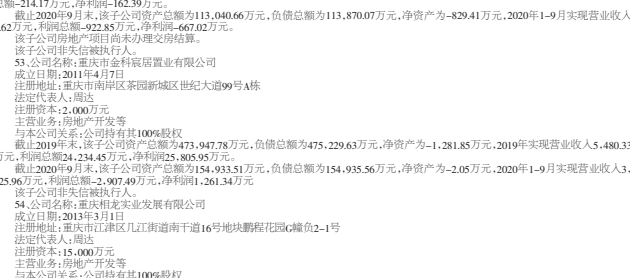 总额-214.17万元,净利润-162.39万元。
截止2020年9月末,该子公司资产总额为113,040.66万元,负债总额为113,870.07万元,净资产为-829.41万元,2020年1-9月实现营业收入
.62万元,利润总额-922.85万元,净利润-667.02万元。
该子公司房地产项目尚未办理交房结算。
该子公司非失信被执行人。
53、公司名称:重庆市金科宸居置业有限公司
成立日期:2011年4月7日
注册地址:重庆市南岸区茶园新城区世纪大道99号A栋
法定代表人:周达
注册资本:2,000万元
主营业务:房地产开发等
与本公司关系:公司持有其100%股权
截止2019年末,该子公司资产总额为473,947.78万元,负债总额为475,229.63万元,净资产为-1,281.85万元,2019年实现营业收入5,480.33
万元,利润总额24,234.45万元,净利润25,805.95万元。
截止2020年9月末,该子公司资产总额为154,933.51万元,负债总额为154,935.56万元,净资产为-2.05万元,2020年1-9月实现营业收入3,
25.96万元,利润总额-2,907.49万元,净利润1,261.34万元
该子公司非失信被执行人。
54、公司名称:重庆相龙实业发展有限公司
成立日期:2013年3月1日
注册地址:重庆市江津区几江街道南干道16号地块鹏程花园G幢负2-1号
法定代表人:周达
注册资本:15,000万元
主营业务:房地产开发等
与本公司关系:公司持有其100%股权